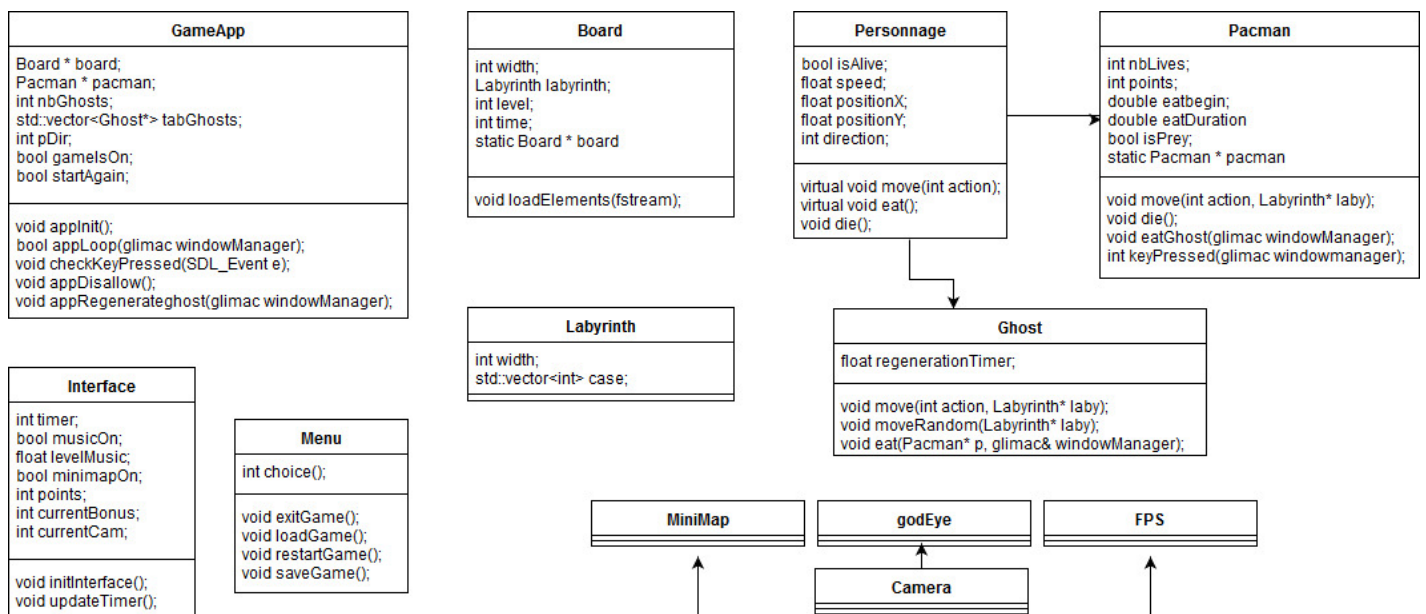 GameApp
Board * board;
Pacman * pacman;
int nbGhosts;
std::vector<Ghost*> tabGhosts;
int pDir;
bool gameIsOn;
bool startAgain;
void appInit();
bool appLoop(glimac windowManager);
void checkKeyPressed(SDL_Event e);
void appDisallow();
void appRegenerateghost(glimac windowManager);
Board
int width;
Labyrinth labyrinth;
int level;
int time;
static Board * board
void loadElements(fstream);
Personnage
bool isAlive;
float speed;
float positionX;
float positionY;
int direction;
virtual void move(int action);
virtual void eat();
void die();
Pacman
int nbLives;
int points;
double eatbegin;
double eatDuration
bool isPrey;
static Pacman * pacman
void move(int action, Labyrinth* laby);
void die();
void eatGhost(glimac windowManager);
int keyPressed(glimac windowmanager);
Labyrinth
int width;
std::vector<int> case;
Ghost
float regenerationTimer;
void move(int action, Labyrinth* laby);
void moveRandom(Labyrinth* laby);
void eat(Pacman* p, glimac& windowManager);
Interface
int timer;
bool musicOn;
float levelMusic;
bool minimapOn;
int points;
int currentBonus;
int currentCam;
void initInterface();
void updateTimer();
Menu
int choice();
void exitGame();
void loadGame();
void restartGame();
void saveGame();
MiniMap
godEye
FPS
Camera